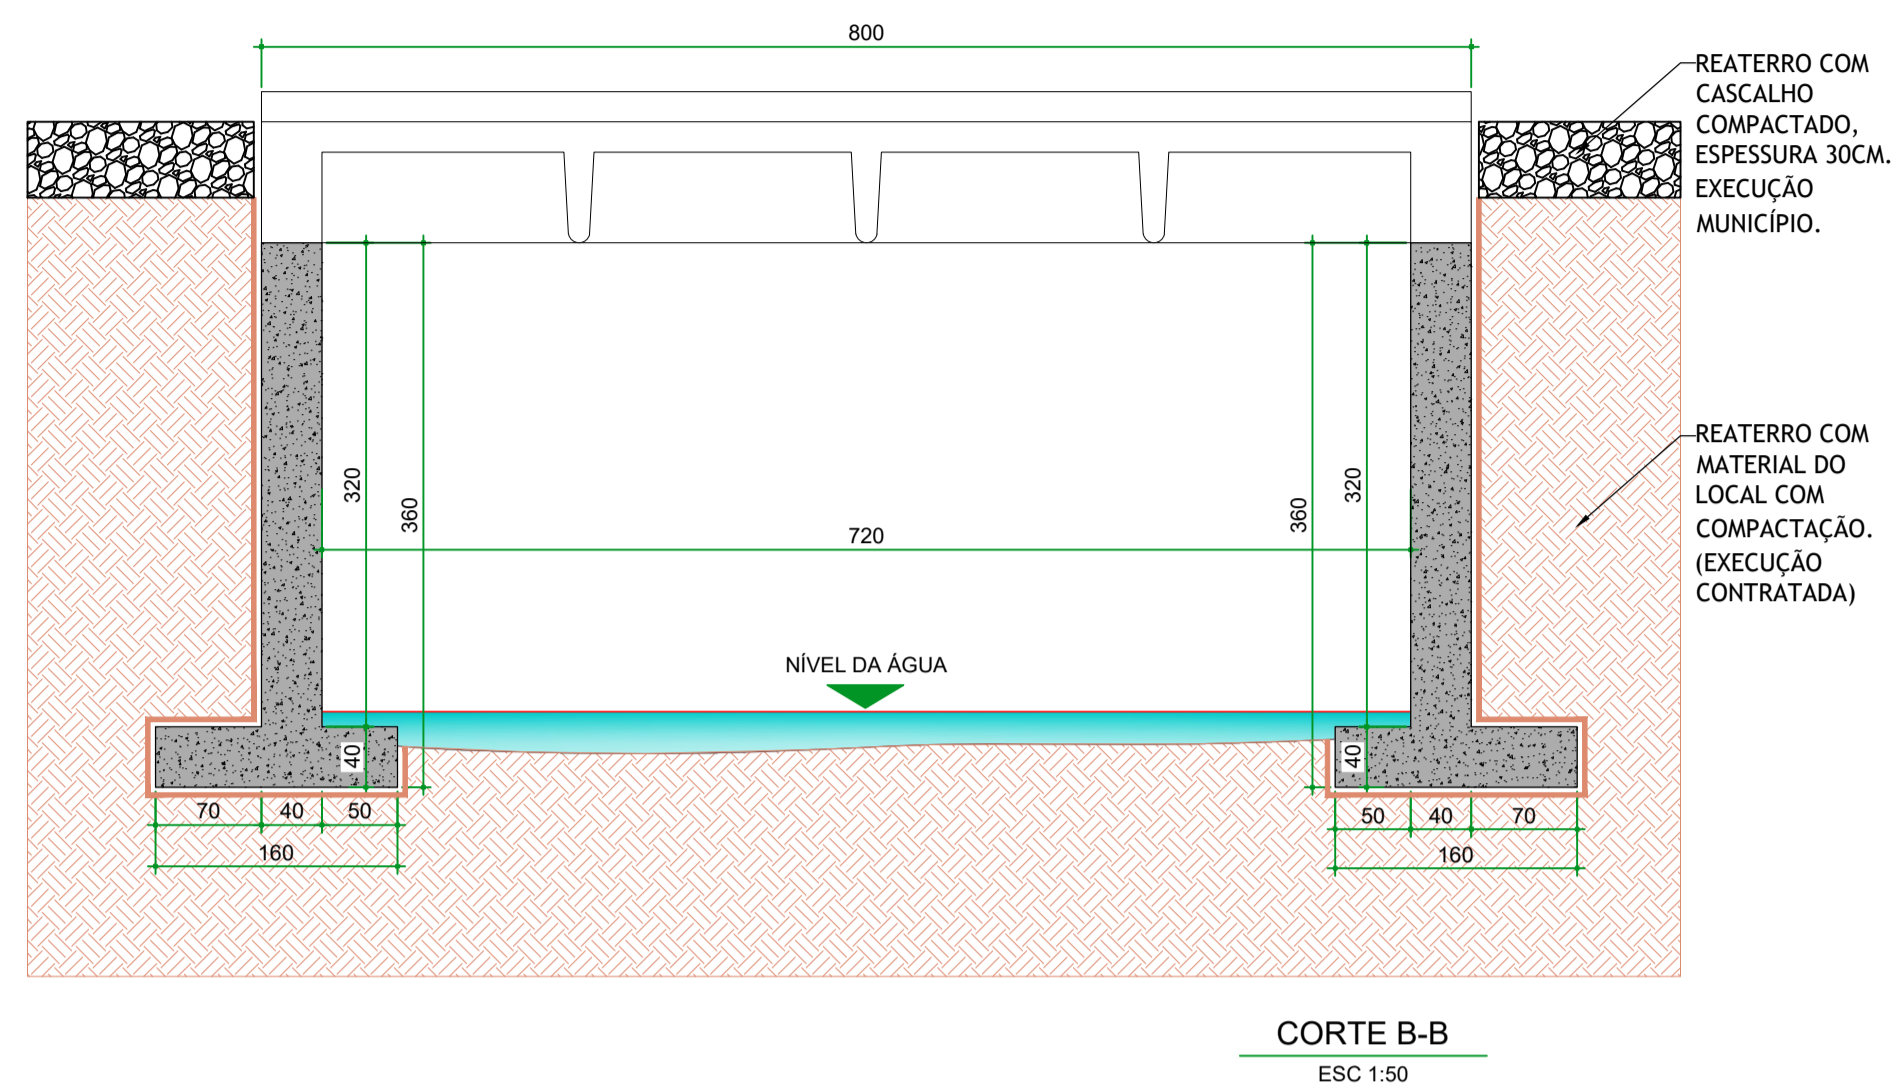 800
REATERRO COM
CASCALHO
COMPACTADO,
ESPESSURA 30CM.
EXECUÇÃO
MUNICÍPIO.
REATERRO COM
MATERIAL DO
LOCAL COM
COMPACTAÇÃO.
(EXECUÇÃO
CONTRATADA)
320
360
720
360
320
NÍVEL DA ÁGUA
40
40
70 40 50
160
50 40 70
160
CORTE B-B
ESC 1:50